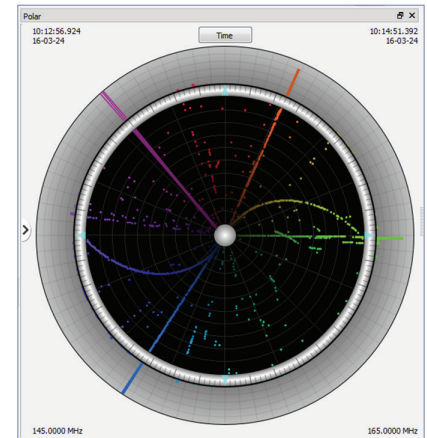 Polar
10:12:56.924
16-03-24
Time
10:14:51.392
16-03-24
145.0000 MHz
165.0000 MHz